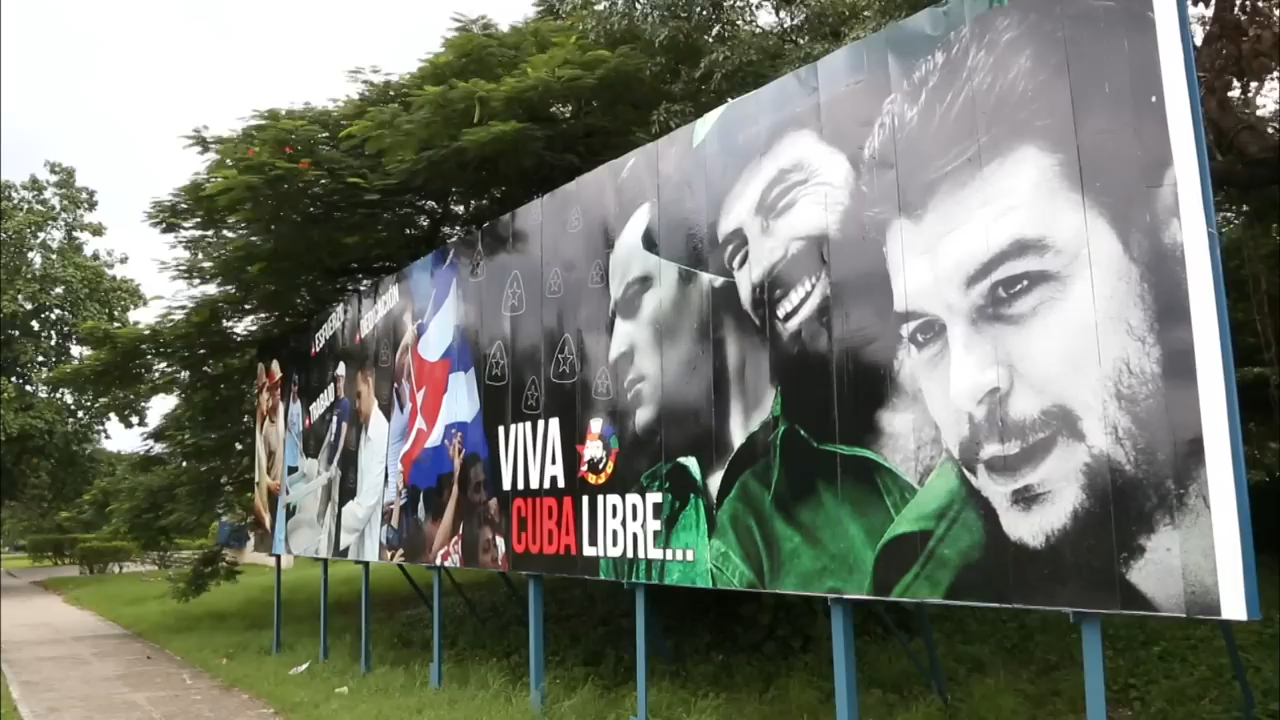 ESFUERZO
DEDICACIÓN
TRABAJO
VIVA
CUBA LIBRE...